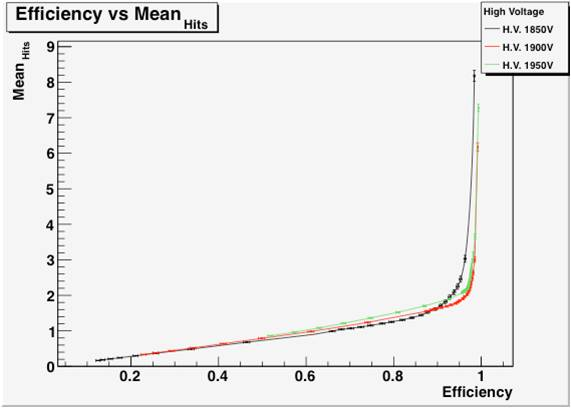 Efficiency vs Mean Hits
High Voltage
H.V. 1850V
H.V. 1900V
H.V. 1950V
Mean Hits
9
8
7
6
5
4
3
2
1
0
0.2 0.4 0.6 0.8 1
Efficiency